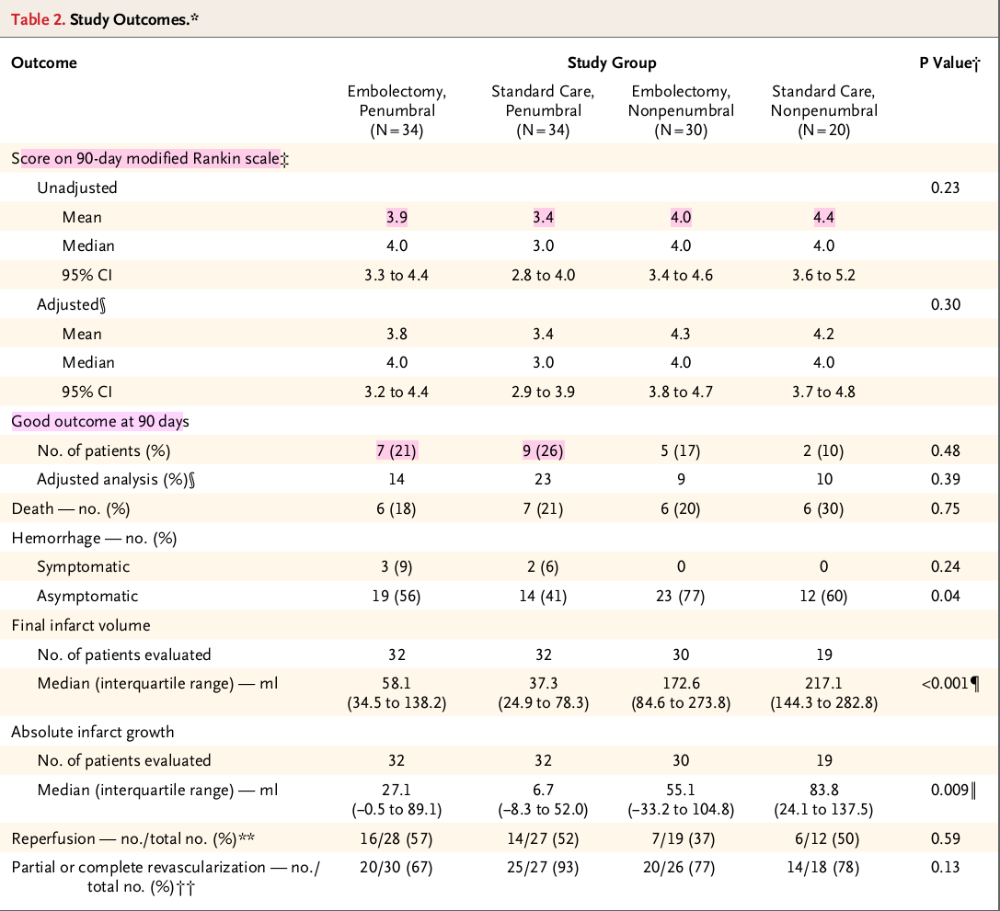 Table 2. Study Outcomes.*
Outcome Study Group P Value†
Embolectomy, Penumbral (N=34) Standard Care, Penumbral (N=34) Embolectomy, Nonpenumbral (N=30) Standard Care, Nonpenumbral (N=20)
Score on 90-day modified Rankin scale‡
Unadjusted 0.23
Mean 3.9 3.4 4.0 4.4
Median 4.0 3.0 4.0 4.0
95% CI 3.3 to 4.4 2.8 to 4.0 3.4 to 4.6 3.6 to 5.2
Adjusted§ 0.30
Mean 3.8 3.4 4.3 4.2
Median 4.0 3.0 4.0 4.0
95% CI 3.2 to 4.4 2.9 to 3.9 3.8 to 4.7 3.7 to 4.8
Good outcome at 90 days
No. of patients (%) 7 (21) 9 (26) 5 (17) 2 (10) 0.48
Adjusted analysis (%)§ 14 23 9 10 0.39
Death — no. (%) 6 (18) 7 (21) 6 (20) 6 (30) 0.75
Hemorrhage — no. (%)
Symptomatic 3 (9) 2 (6) 0 0 0.24
Asymptomatic 19 (56) 14 (41) 23 (77) 12 (60) 0.04
Final infarct volume
No. of patients evaluated 32 32 30 19
Median (interquartile range) — ml 58.1 37.3 172.6 217.1 <0.001¶
(34.5 to 138.2) (24.9 to 78.3) (84.6 to 273.8) (144.3 to 282.8)
Absolute infarct growth
No. of patients evaluated 32 32 30 19
Median (interquartile range) — ml 27.1 6.7 55.1 83.8 0.009‖
(–0.5 to 89.1) (–8.3 to 52.0) (–33.2 to 104.8) (24.1 to 137.5)
Reperfusion — no./total no. (%)** 16/28 (57) 14/27 (52) 7/19 (37) 6/12 (50) 0.59
Partial or complete revascularization — no./ 20/30 (67) 25/27 (93) 20/26 (77) 14/18 (78) 0.13
total no. (%)††